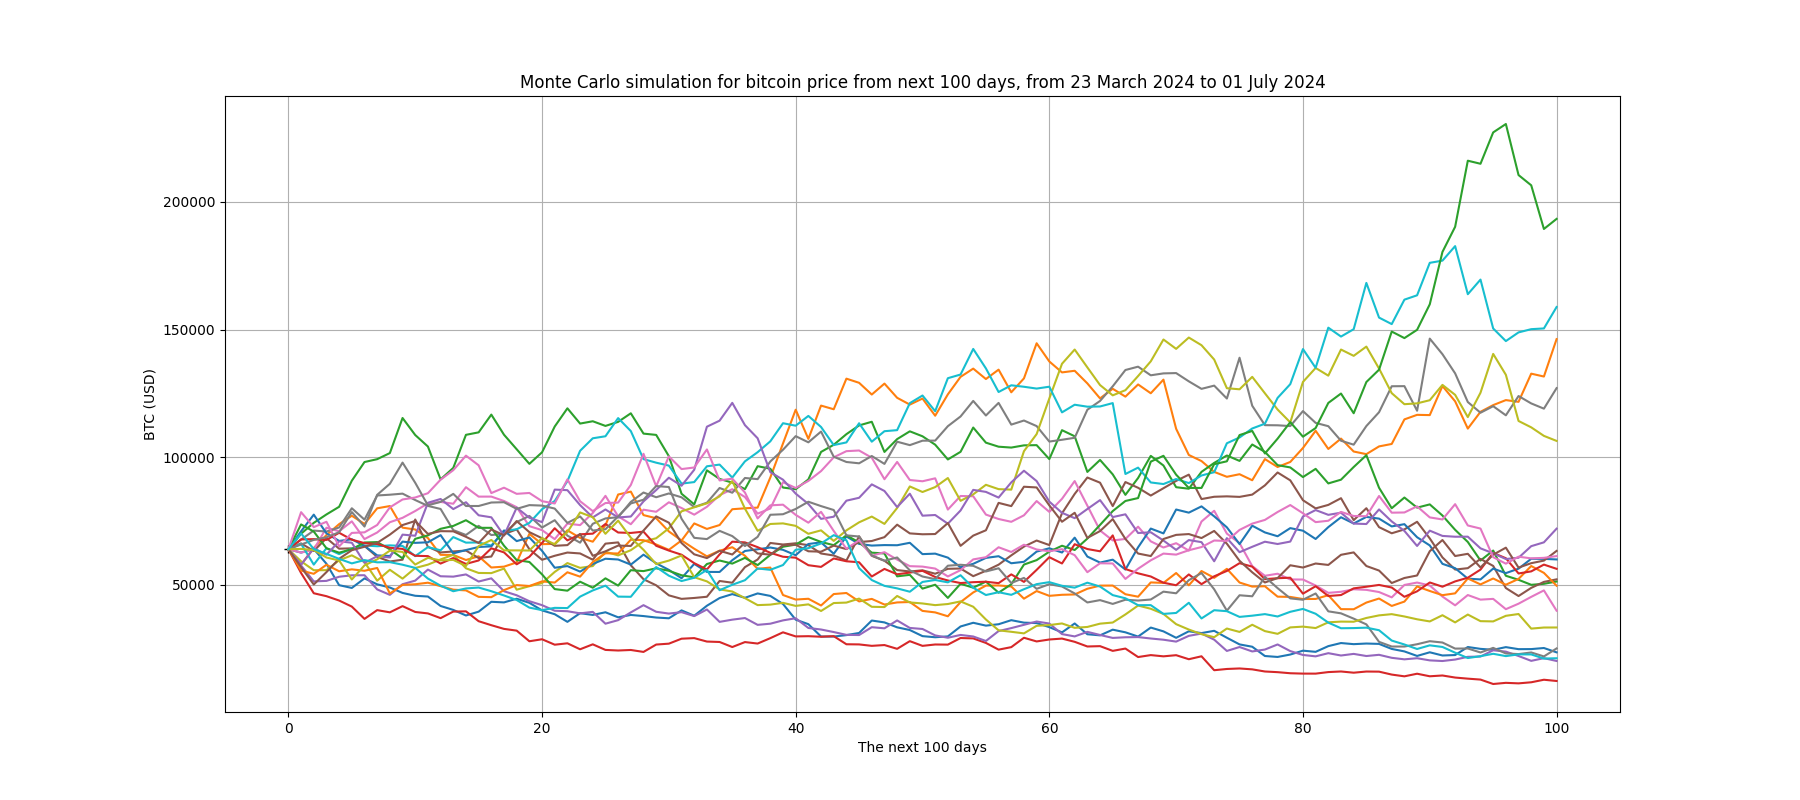 Monte Carlo simulation for bitcoin price from next 100 days, from 23 March 2024 to 01 July 2024
200000
150000
100000
50000
BTC (USD)
0 20 40 60 80 100
The next 100 days